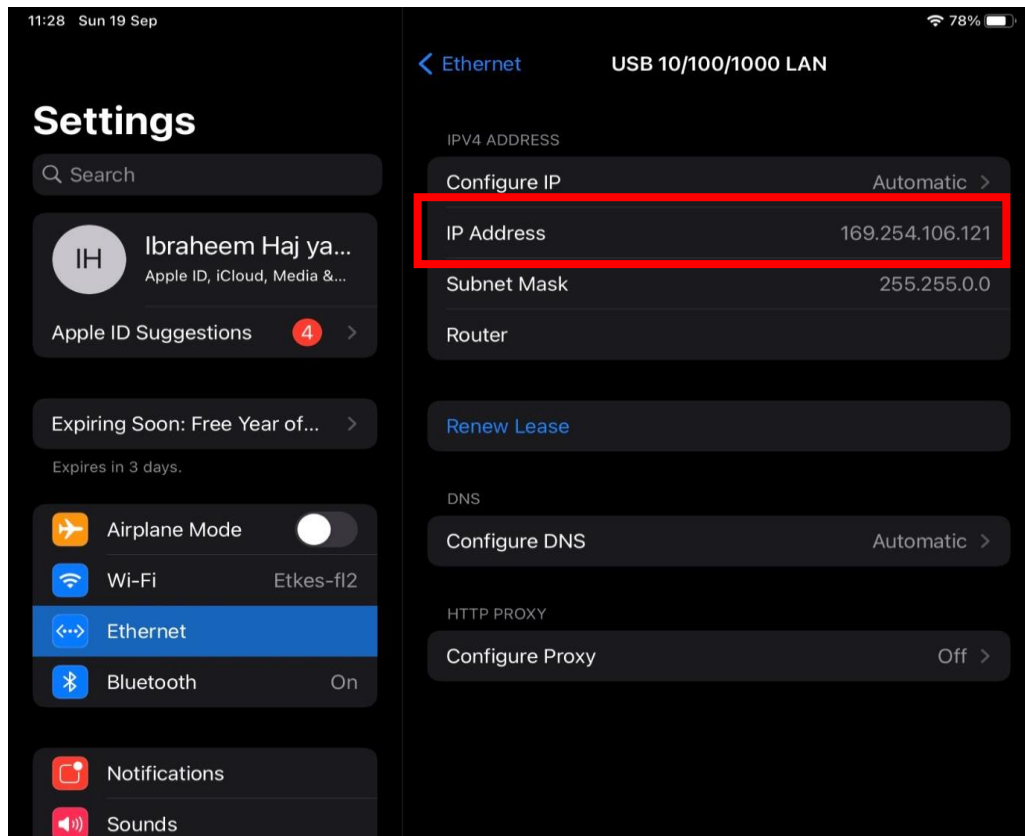 11:28 Sun 19 Sep
78%
Settings
Search
IH
Ibraheem Haj ya...
Apple ID, iCloud, Media &...
Apple ID Suggestions 4
Expiring Soon: Free Year of...
Expires in 3 days.
Airplane Mode
Wi-Fi Etkes-fl2
Ethernet
Bluetooth On
Notifications
Sounds
Ethernet USB 10/100/1000 LAN
IPV4 ADDRESS
Configure IP Automatic
IP Address 169.254.106.121
Subnet Mask 255.255.0.0
Router
Renew Lease
DNS
Configure DNS Automatic
HTTP PROXY
Configure Proxy Off